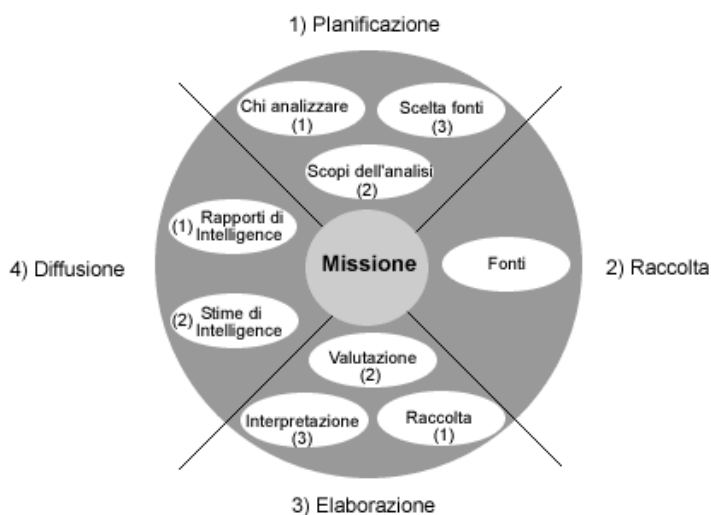 1) Planificazione
Chi analizzare
(1)
Scelta fonti
(3)
Scopi dell'analisi
(2)
(1) Rapporti di
Intelligence
4) Diffusione
Missione
Fonti
2) Raccolta
(2) Stime di
Intelligence
Valutazione
(2)
Interpretazione
(3)
Raccolta
(1)
3) Elaborazione